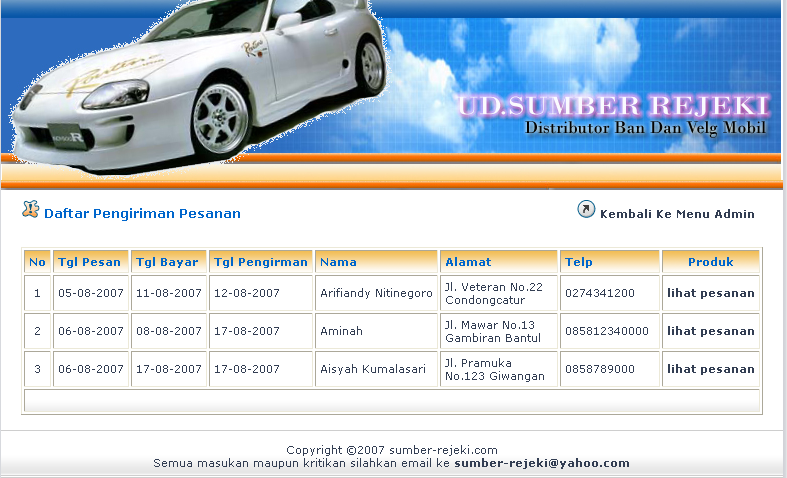 UD.SUMBER REJEKI
Distributor Ban Dan Velg Mobil
Daftar Pengiriman Pesanan
Kembali Ke Menu Admin
No Tgl Pesan Tgl Bayar Tgl Pengirman Nama Alamat Telp Produk
1 05-08-2007 11-08-2007 12-08-2007 Arifiandy Nitinegoro Jl. Veteran No.22 0274341200 lihat pesanan
Condongcatur
2 06-08-2007 08-08-2007 17-08-2007 Aminah Jl. Mawar No.13 085812340000 lihat pesanan
Gambiran Bantul
3 06-08-2007 17-08-2007 17-08-2007 Aisyah Kumalasari Jl. Pramuka 0858789000 lihat pesanan
No.123 Giwangan
Copyright ©2007 sumber-rejeki.com
Semua masukan maupun kritikan silahkan email ke sumber-rejeki@yahoo.com